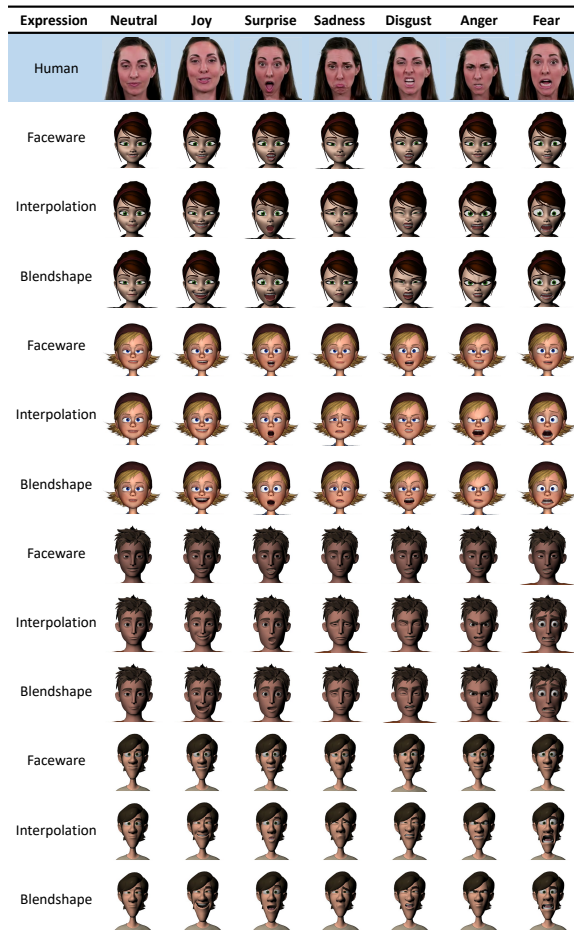 Expression Neutral Joy Surprise Sadness Disgust Anger Fear
Human
Faceware
Interpolation
Blendshape
Faceware
Interpolation
Blendshape
Faceware
Interpolation
Blendshape
Faceware
Interpolation
Blendshape